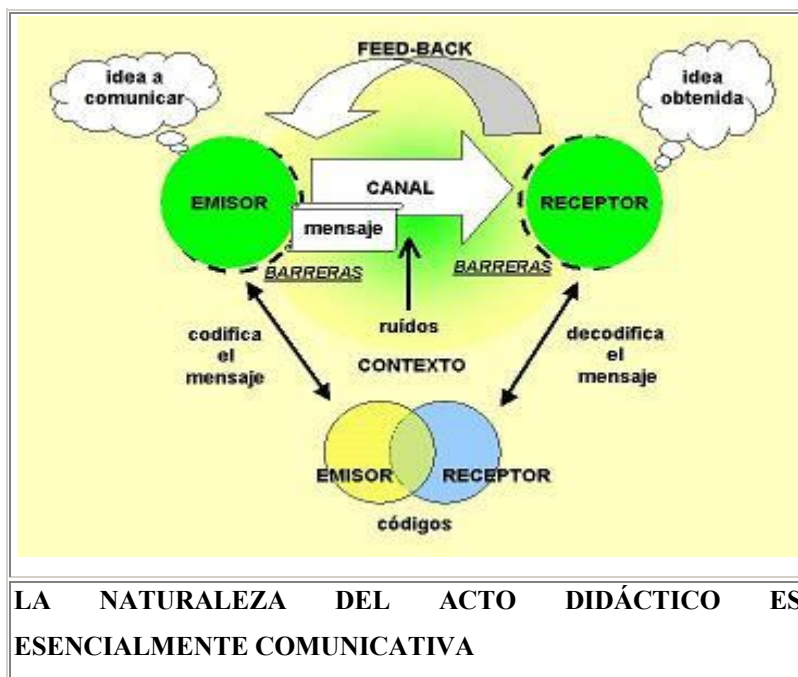 FEED-BACK
idea a
comunicar
idea
obtenida
EMISOR
CANAL
RECEPTOR
mensaje
BARRERAS
BARRERAS
ruídos
codifica
el
mensaje
decodifica
el
mensaje
CONTEXTO
EMISOR
RECEPTOR
códigos
LA NATURALEZA DEL ACTO DIDÁCTICO ES
ESENCIALMENTE COMUNICATIVA